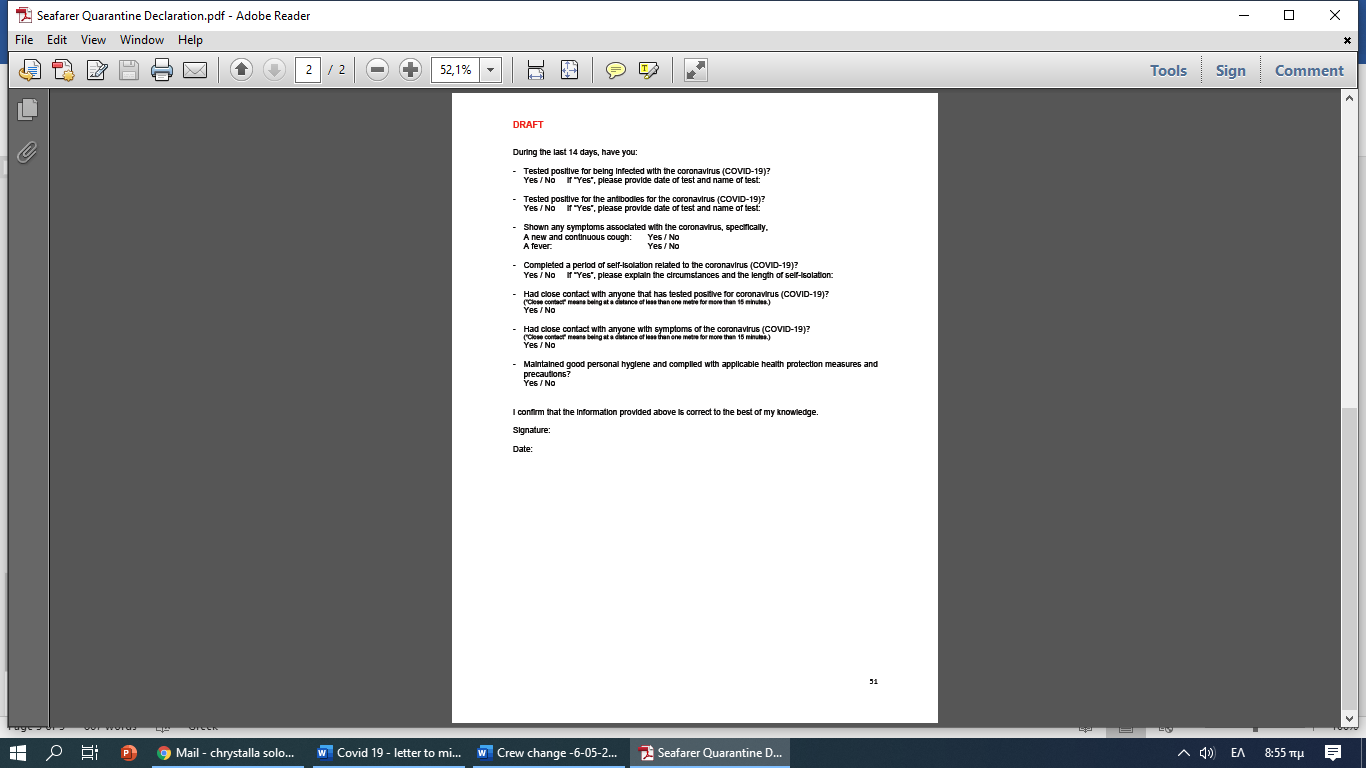 Seafarer Quarantine Declaration.pdf - Adobe Reader
File Edit View Window Help
2 / 2 52,1% Tools Sign Comment
DRAFT
During the last 14 days, have you:
- Tested positive for being infected with the coronavirus (COVID-19)?
Yes / No If "Yes", please provide date of test and name of test:
- Tested positive for the antibodies for the coronavirus (COVID-19)?
Yes / No If "Yes", please provide date of test and name of test:
- Shown any symptoms associated with the coronavirus, specifically,
A new and continuous cough: Yes / No
A fever: Yes / No
- Completed a period of self-isolation related to the coronavirus (COVID-19)?
Yes / No If "Yes", please explain the circumstances and the length of self-isolation:
- Had close contact with anyone that has tested positive for coronavirus (COVID-19)?
("Close contact" means being at a distance of less than one metre for more than 15 minutes.)
Yes / No
- Had close contact with anyone with symptoms of the coronavirus (COVID-19)?
("Close contact" means being at a distance of less than one metre for more than 15 minutes.)
Yes / No
- Maintained good personal hygiene and complied with applicable health protection measures and
precautions?
Yes / No
I confirm that the information provided above is correct to the best of my knowledge.
Signature:
Date:
51
Mail - chrystalla solo... Covid 19 - letter to mi... Crew change -6-05-2... Seafarer Quarantine D... ΕΛ 8:55 πμ